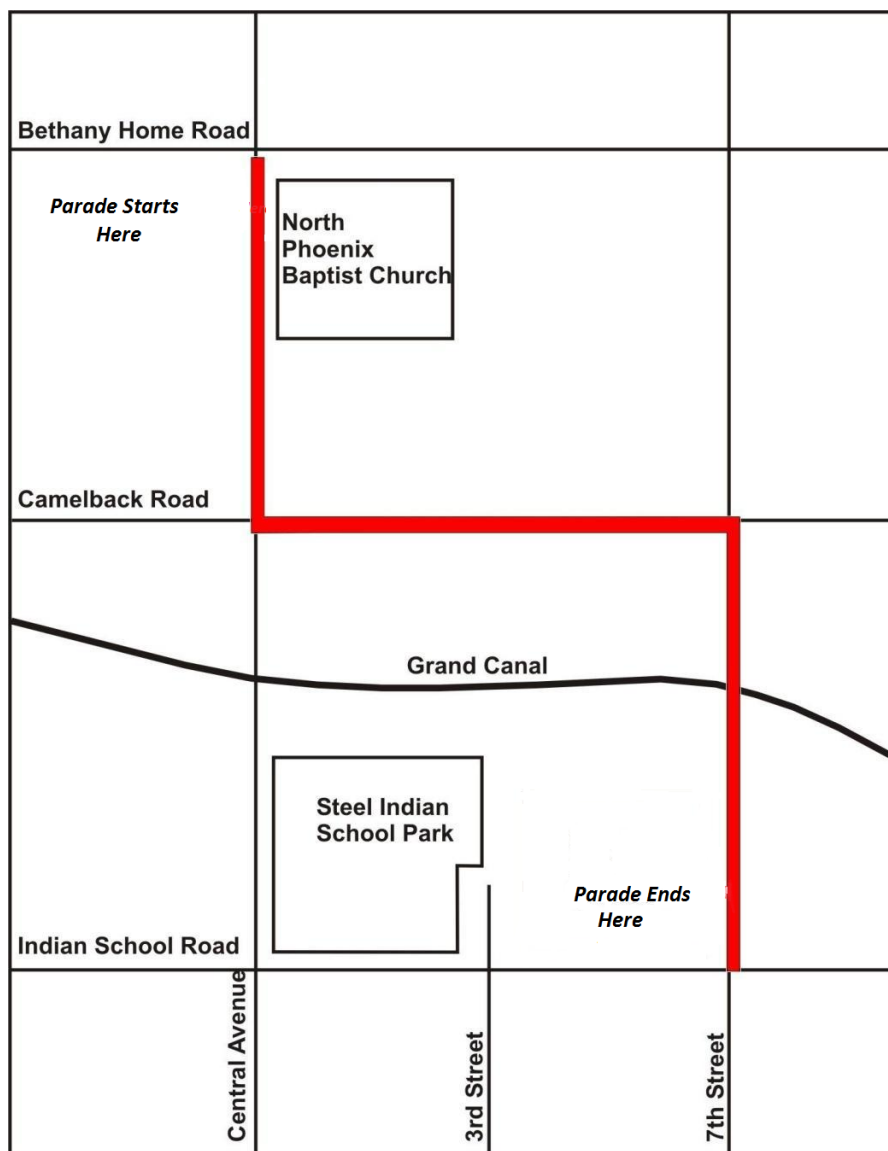 Bethany Home Road
Parade Starts
Here
North
Phoenix
Baptist Church
Camelback Road
Grand Canal
Steel Indian
School Park
Parade Ends
Here
Indian School Road
Central Avenue
3rd Street
7th Street